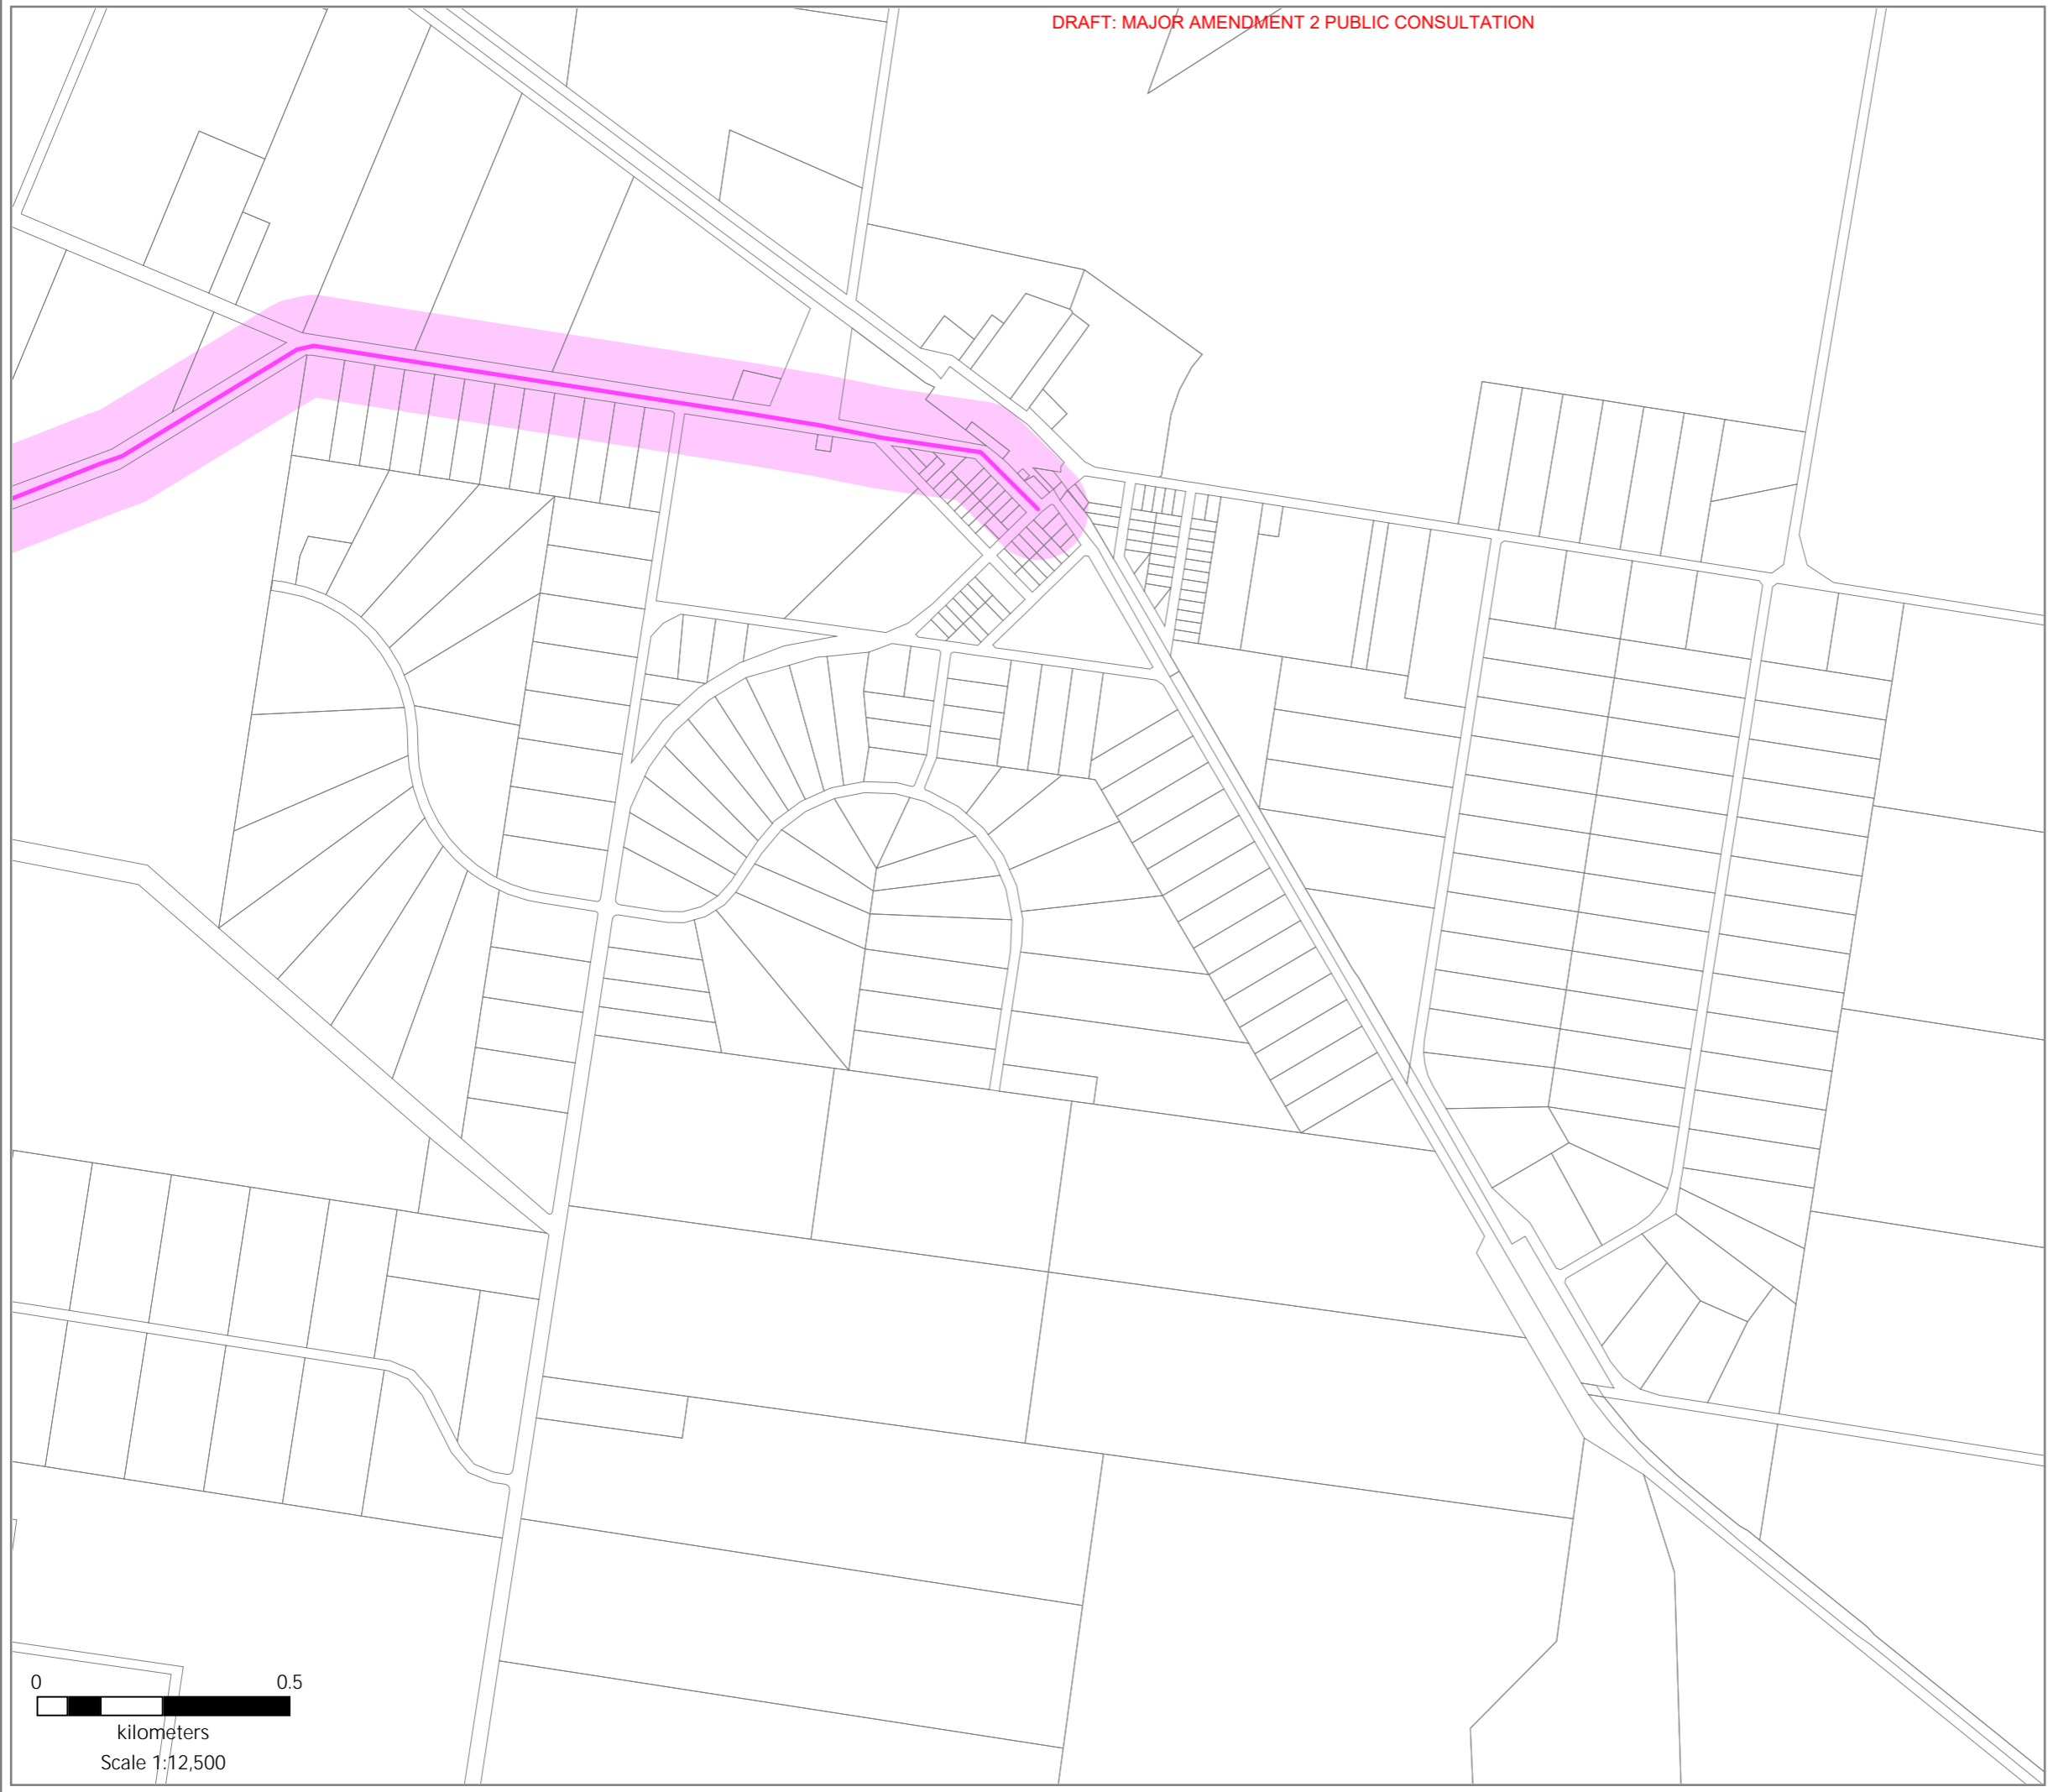 DRAFT: MAJOR AMENDMENT 2 PUBLIC CONSULTATION
0 0.5
kilometers
Scale 1:12,500